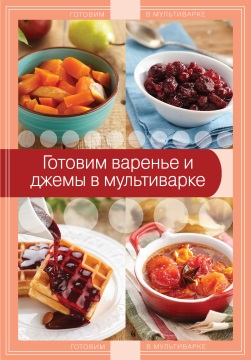 ГОТОВИМ В МУЛЬТИВАРКЕ
Готовим варенье и
джемы в мультиварке
ГОТОВИМ В МУЛЬТИВАРКЕ